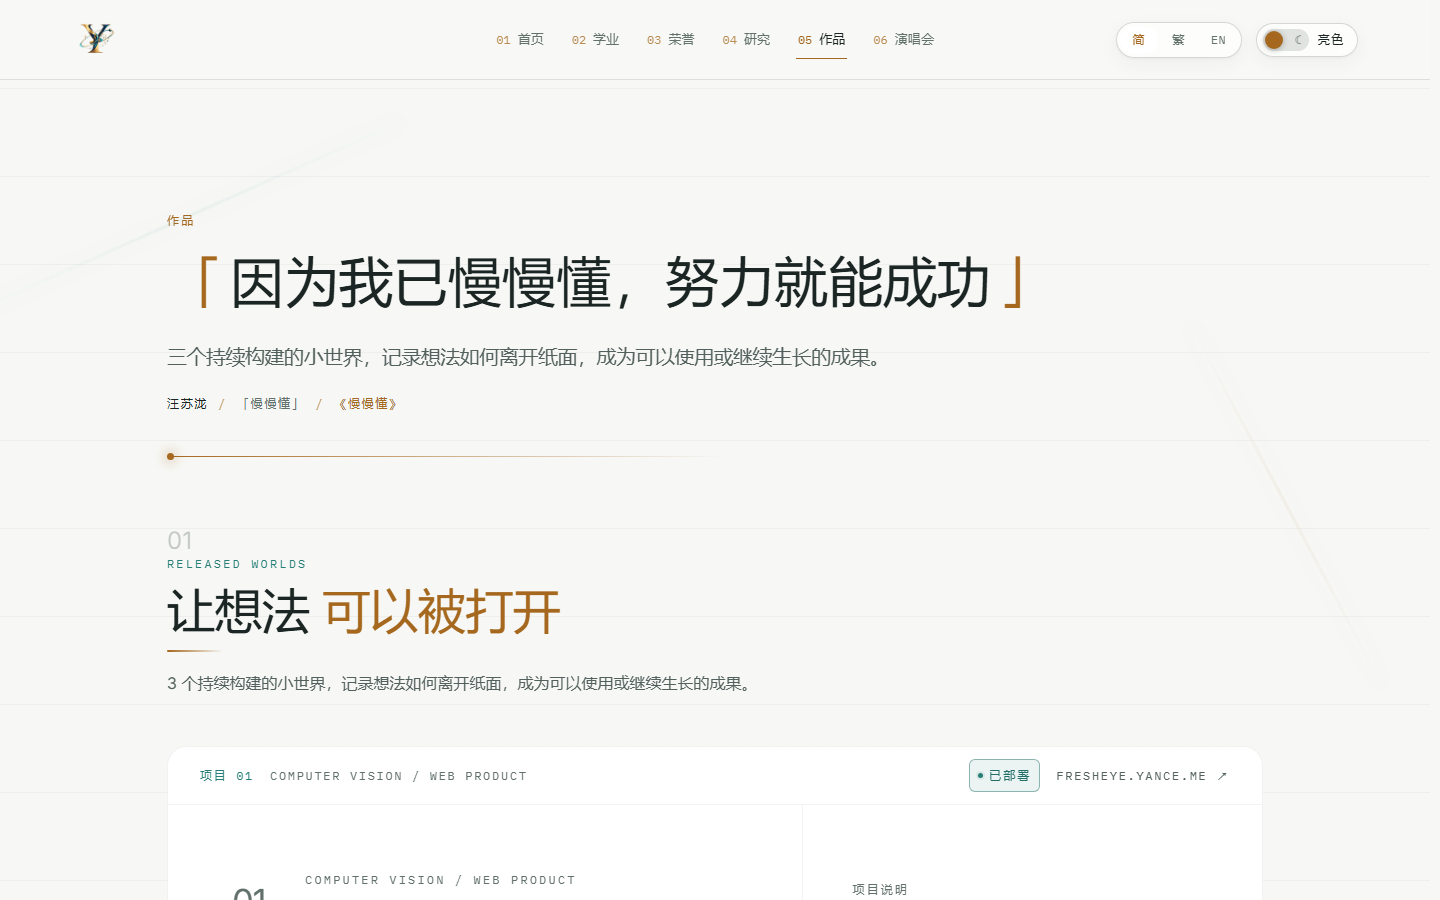 01 首页 02 学业 03 荣誉 04 研究 05 作品 06 演唱会 简 繁 EN ☾ 亮色
作品
「因为我已慢慢懂，努力就能成功」
三个持续构建的小世界，记录想法如何离开纸面，成为可以使用或继续生长的成果。
汪苏泷 / 「慢慢懂」 / 《慢慢懂》
01
RELEASED WORLDS
让想法 可以被打开
3 个持续构建的小世界，记录想法如何离开纸面，成为可以使用或继续生长的成果。
项目 01 COMPUTER VISION / WEB PRODUCT 已部署 FRESHEYE.YANCE.ME ↗
COMPUTER VISION / WEB PRODUCT
01
项目说明